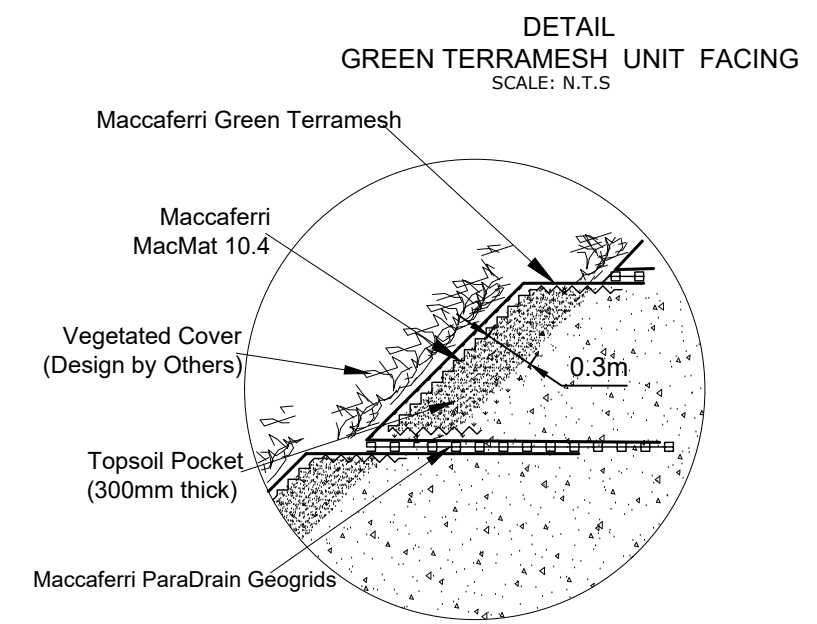 DETAIL
GREEN TERRAMESH UNIT FACING
SCALE: N.T.S
Maccaferri Green Terramesh
Maccaferri
MacMat 10.4
Vegetated Cover
(Design by Others)
0.3m
Topsoil Pocket
(300mm thick)
Maccaferri ParaDrain Geogrids